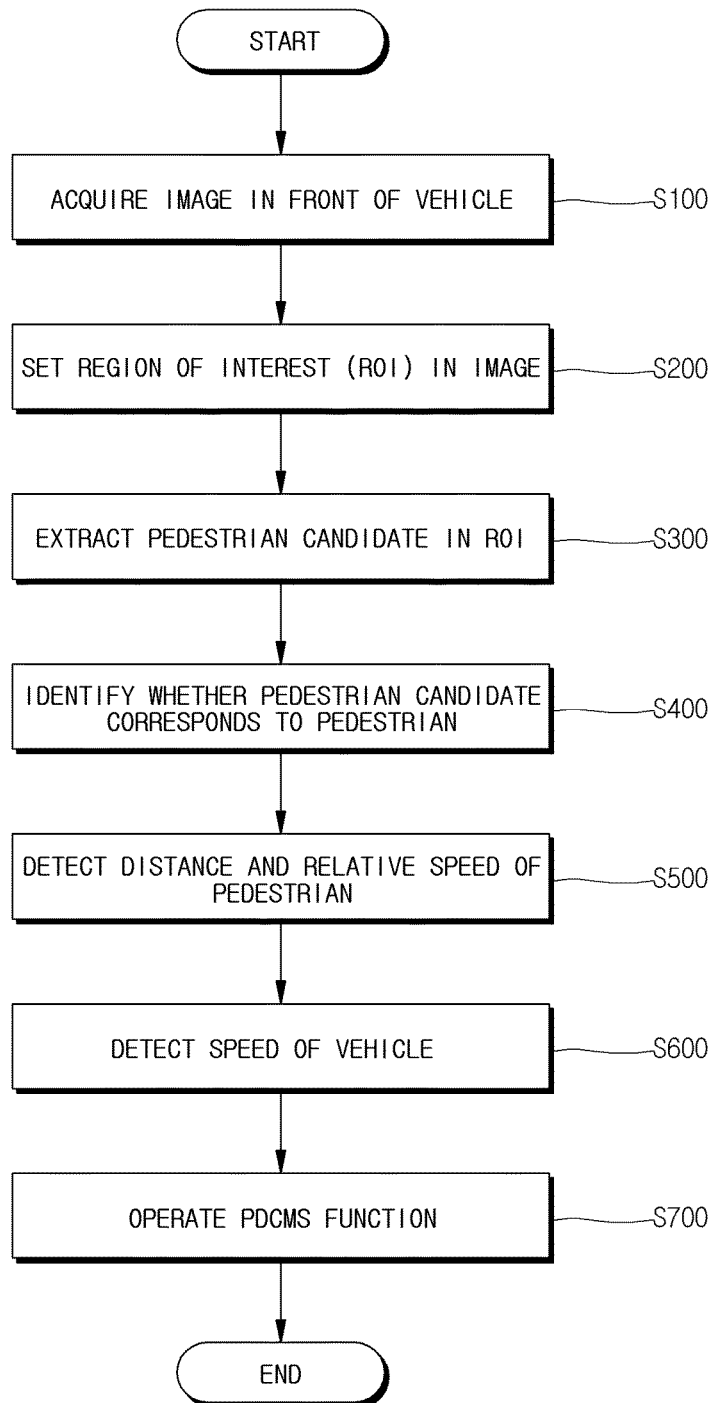 START
ACQUIRE IMAGE IN FRONT OF VEHICLE
S100
SET REGION OF INTEREST (ROI) IN IMAGE
S200
EXTRACT PEDESTRIAN CANDIDATE IN ROI
S300
IDENTIFY WHETHER PEDESTRIAN CANDIDATE
CORRESPONDS TO PEDESTRIAN
S400
DETECT DISTANCE AND RELATIVE SPEED OF
PEDESTRIAN
S500
DETECT SPEED OF VEHICLE
S600
OPERATE PDCMS FUNCTION
S700
END